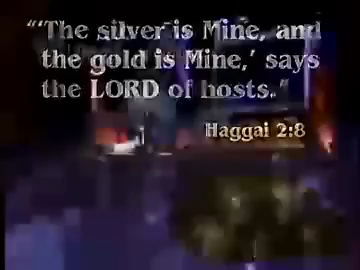 “‘The silver is Mine, and
the gold is Mine,’ says
the LORD of hosts.”
Haggai 2:8